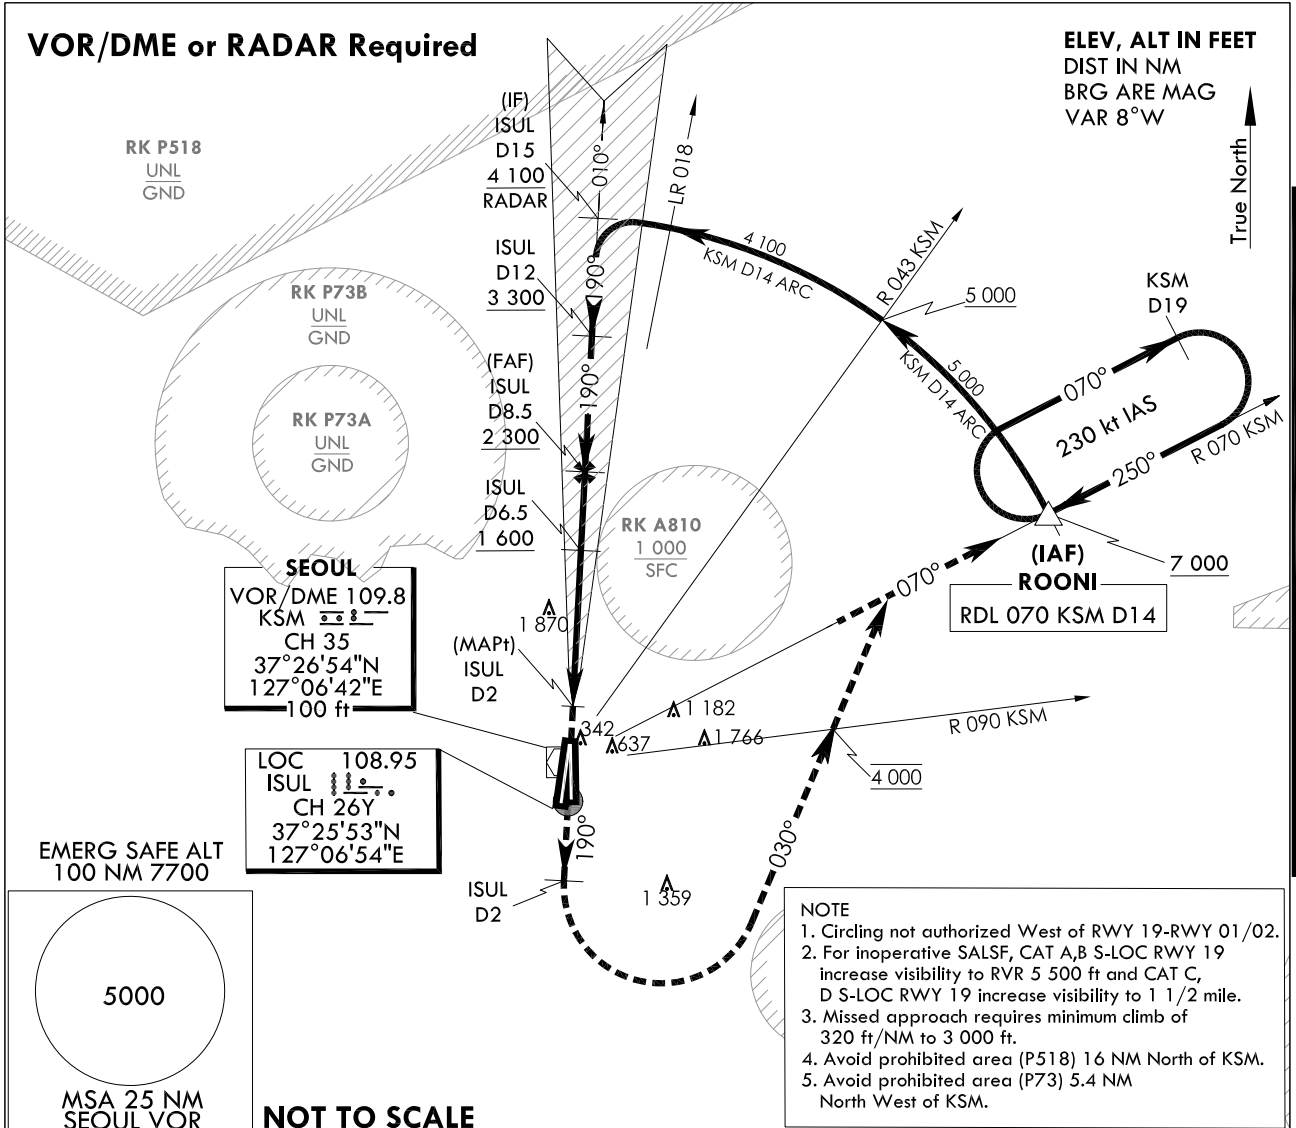 VOR/DME or RADAR Required
ELEV, ALT IN FEET
DIST IN NM
BRG ARE MAG
VAR 8°W
True North
RK P518
UNL
GND
(IF)
ISUL
D15
4 100
RADAR
010°
LR 018
ISUL
D12
3 300
190°
4 100
KSM D14 ARC
R 043 KSM
5 000
KSM
D19
RK P73B
UNL
GND
(FAF)
ISUL
D8.5
2 300
190°
5 000
KSM D14 ARC
070°
230 kt IAS
250°
R 070 KSM
RK P73A
UNL
GND
ISUL
D6.5
1 600
RK A810
1 000
SFC
070°
(IAF)
ROONI
RDL 070 KSM D14
7 000
SEOUL
VOR/DME 109.8
KSM
CH 35
37°26'54"N
127°06'42"E
100 ft
1 870
(MAPt)
ISUL
D2
1 182
342
637
1 766
R 090 KSM
4 000
LOC 108.95
ISUL
CH 26Y
37°25'53"N
127°06'54"E
190°
030°
ISUL
D2
1 359
EMERG SAFE ALT
100 NM 7700
5000
MSA 25 NM
SEOUL VOR
NOT TO SCALE
NOTE
1. Circling not authorized West of RWY 19-RWY 01/02.
2. For inoperative SALSF, CAT A,B S-LOC RWY 19
increase visibility to RVR 5 500 ft and CAT C,
D S-LOC RWY 19 increase visibility to 1 1/2 mile.
3. Missed approach requires minimum climb of
320 ft/NM to 3 000 ft.
4. Avoid prohibited area (P518) 16 NM North of KSM.
5. Avoid prohibited area (P73) 5.4 NM
North West of KSM.